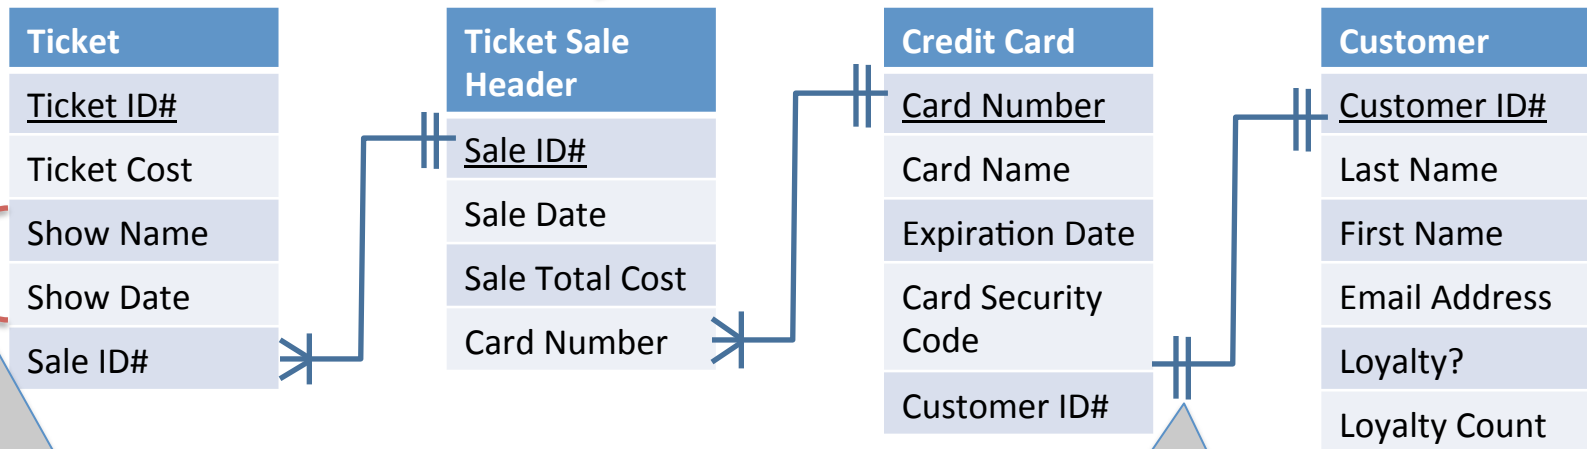 Ticket
Ticket ID#
Ticket Cost
Show Name
Show Date
Sale ID#
Ticket Sale
Header
Sale ID#
Sale Date
Sale Total Cost
Card Number
Credit Card
Card Number
Card Name
Expiration Date
Card Security
Code
Customer ID#
Customer
Customer ID#
Last Name
First Name
Email Address
Loyalty?
Loyalty Count